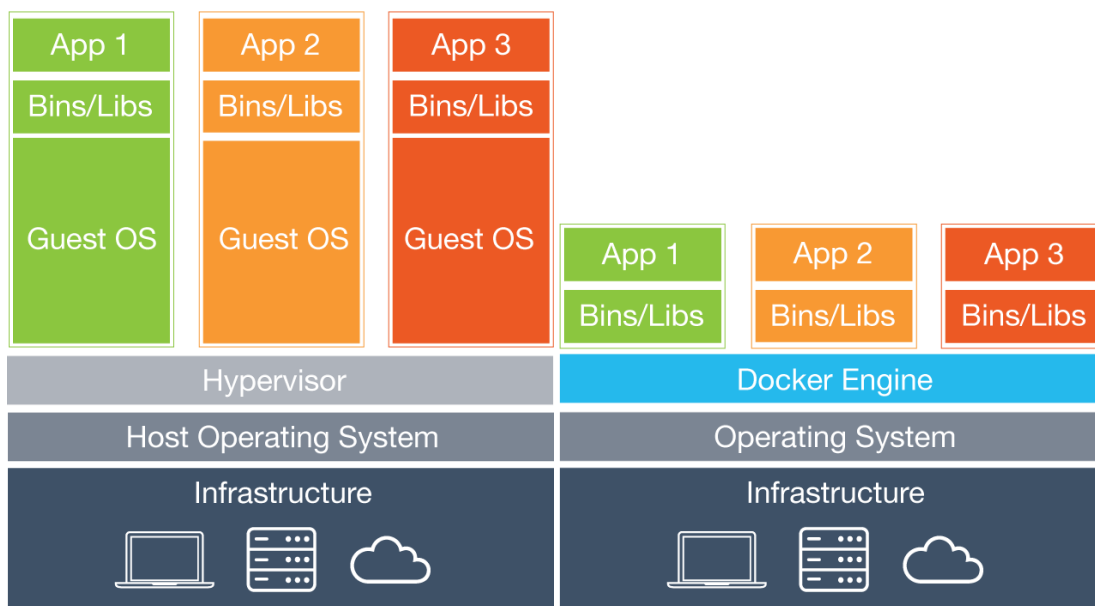 App 1
App 2
App 3
Bins/Libs
Bins/Libs
Bins/Libs
Guest OS
Guest OS
Guest OS
Hypervisor
Host Operating System
Infrastructure
App 1
App 2
App 3
Bins/Libs
Bins/Libs
Bins/Libs
Docker Engine
Operating System
Infrastructure